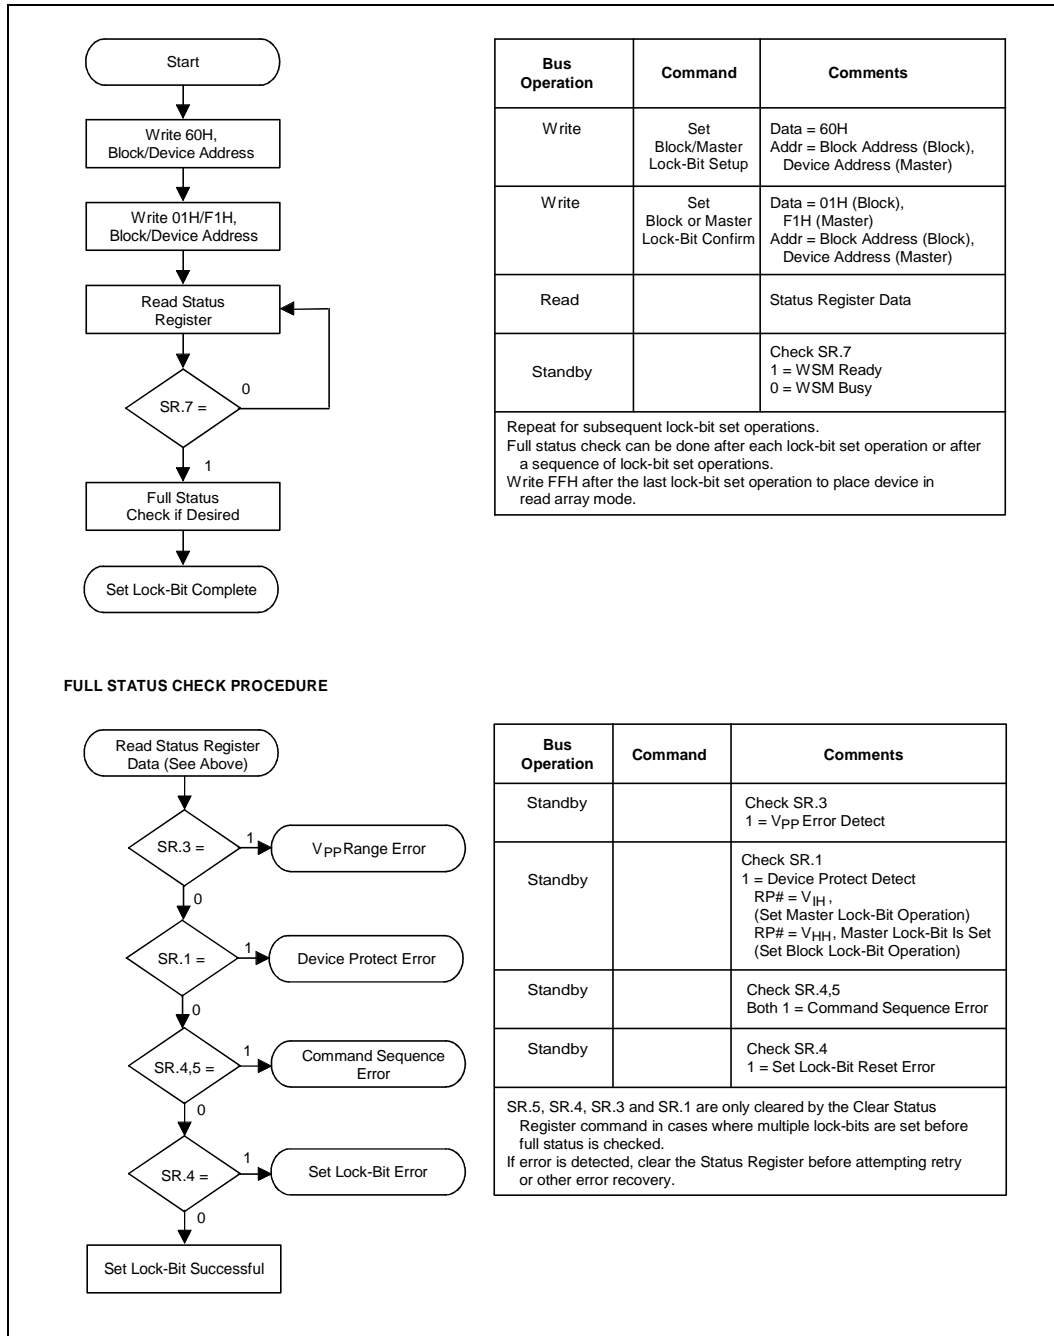 Start
Write 60H,
Block/Device Address
Write 01H/F1H,
Block/Device Address
Read Status
Register
SR.7 =
0
1
Full Status
Check if Desired
Set Lock-Bit Complete
Bus
Operation
Command
Comments
Write
Set
Block/Master
Lock-Bit Setup
Data = 60H
Addr = Block Address (Block),
Device Address (Master)
Write
Set
Block or Master
Lock-Bit Confirm
Data = 01H (Block),
F1H (Master)
Addr = Block Address (Block),
Device Address (Master)
Read
Status Register Data
Standby
Check SR.7
1 = WSM Ready
0 = WSM Busy
Repeat for subsequent lock-bit set operations.
Full status check can be done after each lock-bit set operation or after
a sequence of lock-bit set operations.
Write FFH after the last lock-bit set operation to place device in
read array mode.
FULL STATUS CHECK PROCEDURE
Read Status Register
Data (See Above)
SR.3 =
1
VPP Range Error
0
SR.1 =
1
Device Protect Error
0
SR.4,5 =
1
Command Sequence
Error
0
SR.4 =
1
Set Lock-Bit Error
0
Set Lock-Bit Successful
Bus
Operation
Command
Comments
Standby
Check SR.3
1 = VPP Error Detect
Standby
Check SR.1
1 = Device Protect Detect
RP# = VIH,
(Set Master Lock-Bit Operation)
RP# = VHH, Master Lock-Bit Is Set
(Set Block Lock-Bit Operation)
Standby
Check SR.4,5
Both 1 = Command Sequence Error
Standby
Check SR.4
1 = Set Lock-Bit Reset Error
SR.5, SR.4, SR.3 and SR.1 are only cleared by the Clear Status
Register command in cases where multiple lock-bits are set before
full status is checked.
If error is detected, clear the Status Register before attempting retry
or other error recovery.